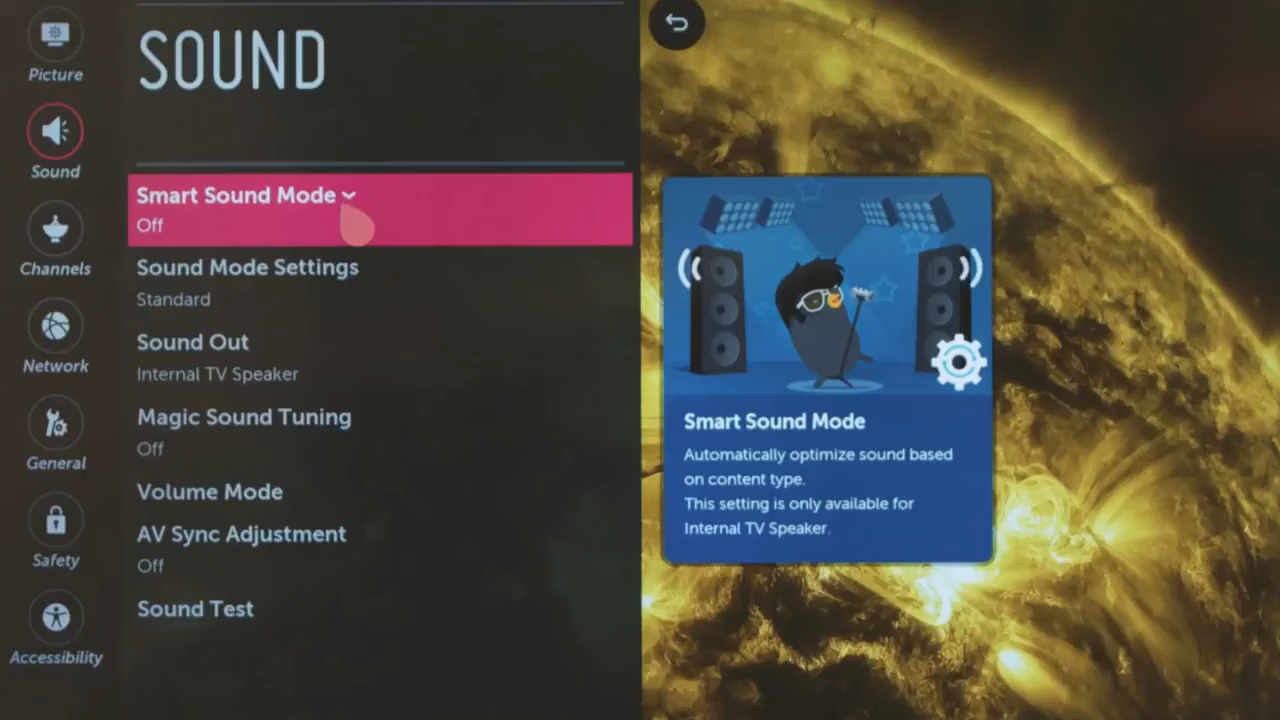 Picture
Sound
Channels
Network
General
Safety
Accessibility
SOUND
Smart Sound Mode
Off
Sound Mode Settings
Standard
Sound Out
Internal TV Speaker
Magic Sound Tuning
Off
Volume Mode
AV Sync Adjustment
Off
Sound Test
Smart Sound Mode
Automatically optimize sound based
on content type.
This setting is only available for
Internal TV Speaker.